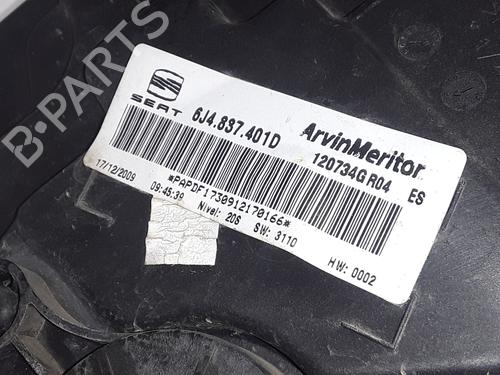 B-PARTS
SEAT
6J4.837.401D
ArvinMeritor
120734G R04 ES
17/12/2009
09:45:39
*PAPDF1730912170166*
Nivel: 20S SW: 3110
HW: 0002